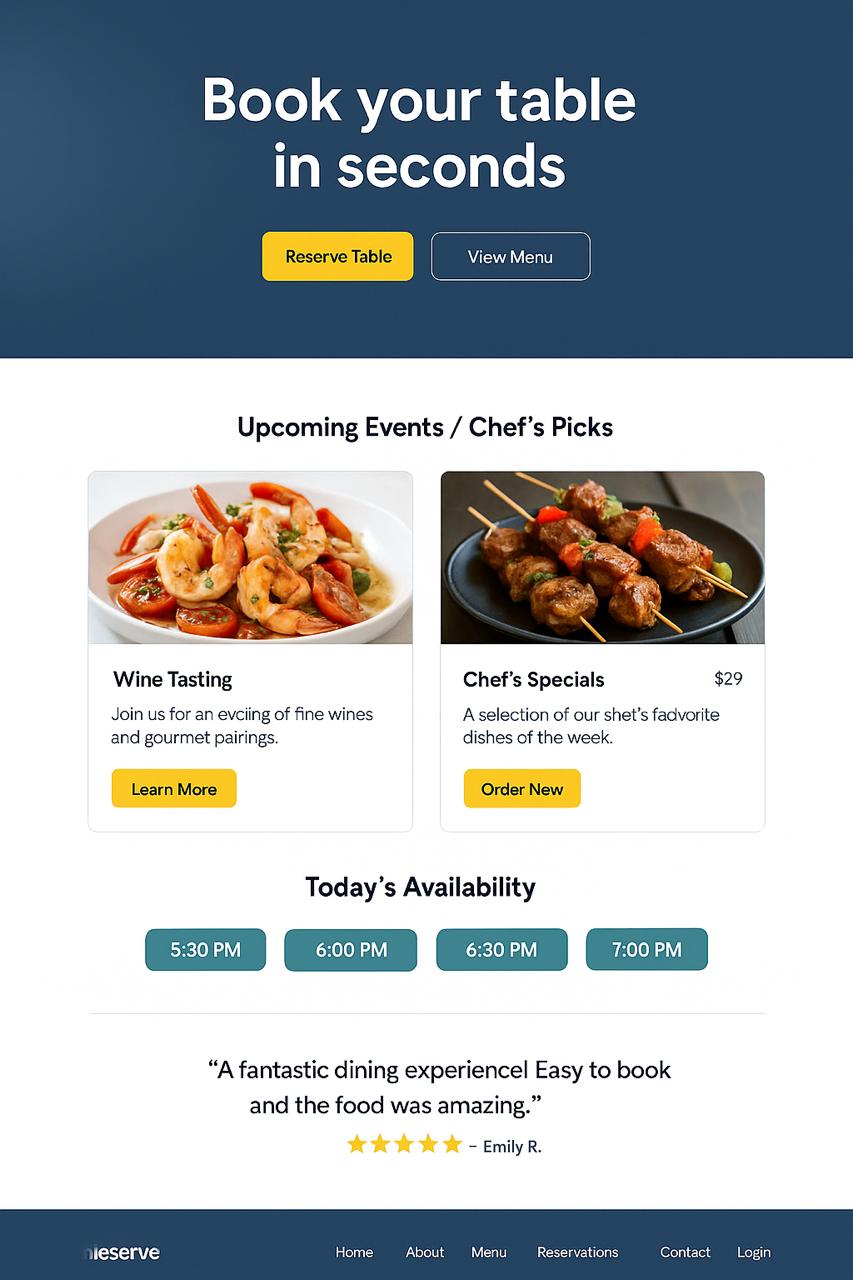 Book your table
in seconds
Reserve Table
View Menu
Upcoming Events / Chef's Picks
Wine Tasting
Join us for an evciing of fine wines
and gourmet pairings.
Learn More
Chef's Specials $29
A selection of our shet's fadvorite
dishes of the week.
Order New
Today's Availability
5:30 PM
6:00 PM
6:30 PM
7:00 PM
“A fantastic dining experience! Easy to book
and the food was amazing.”
– Emily R.
Home
About
Menu
Reservations
Contact
Login